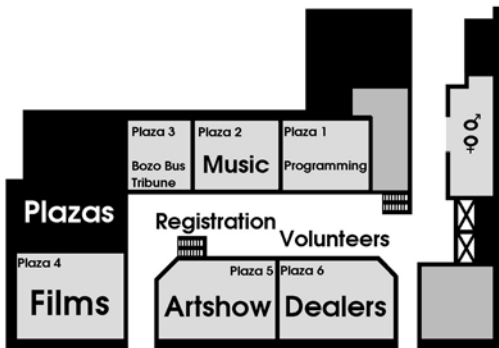 Plaza 3
Bozo Bus
Tribune
Plaza 2
Music
Plaza 1
Programming
Plazas
Registration
Volunteers
Plaza 4
Films
Plaza 5
Artshow
Plaza 6
Dealers